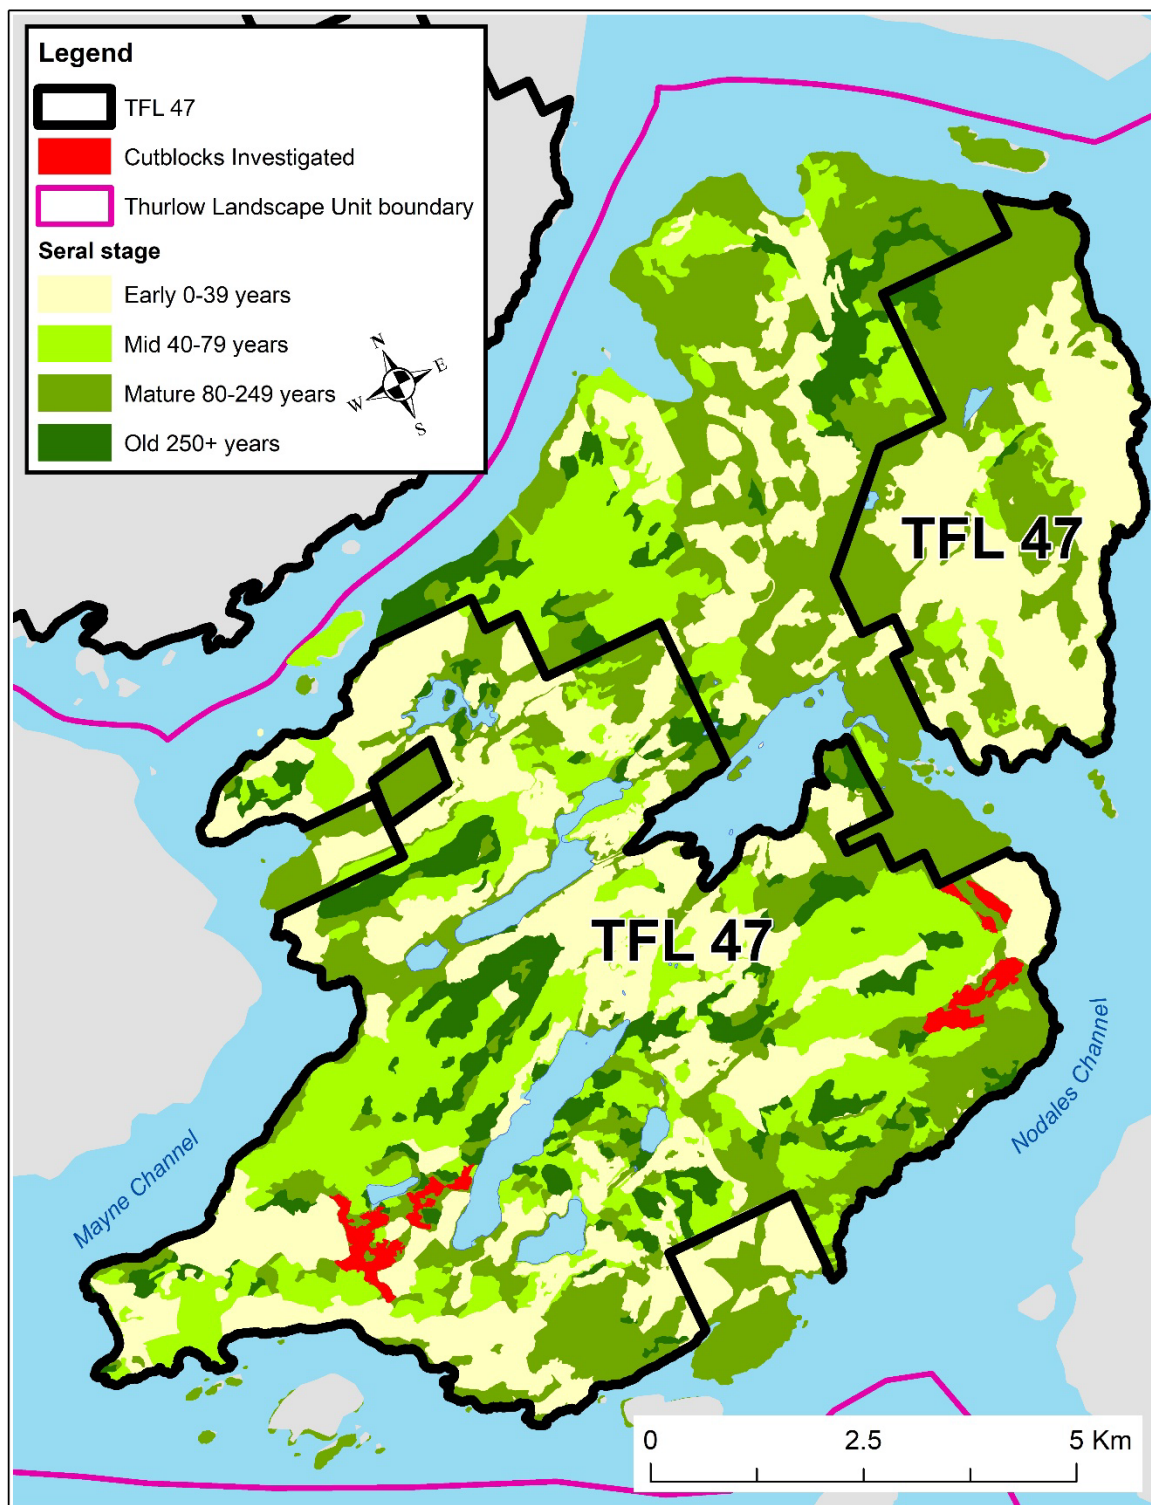 Legend
TFL 47
Cutblocks Investigated
Thurlow Landscape Unit boundary
Seral stage
Early 0-39 years
Mid 40-79 years
Mature 80-249 years
Old 250+ years
N
E
W
S
TFL 47
TFL 47
Mayne Channel
Nodales Channel
0 2.5 5 Km